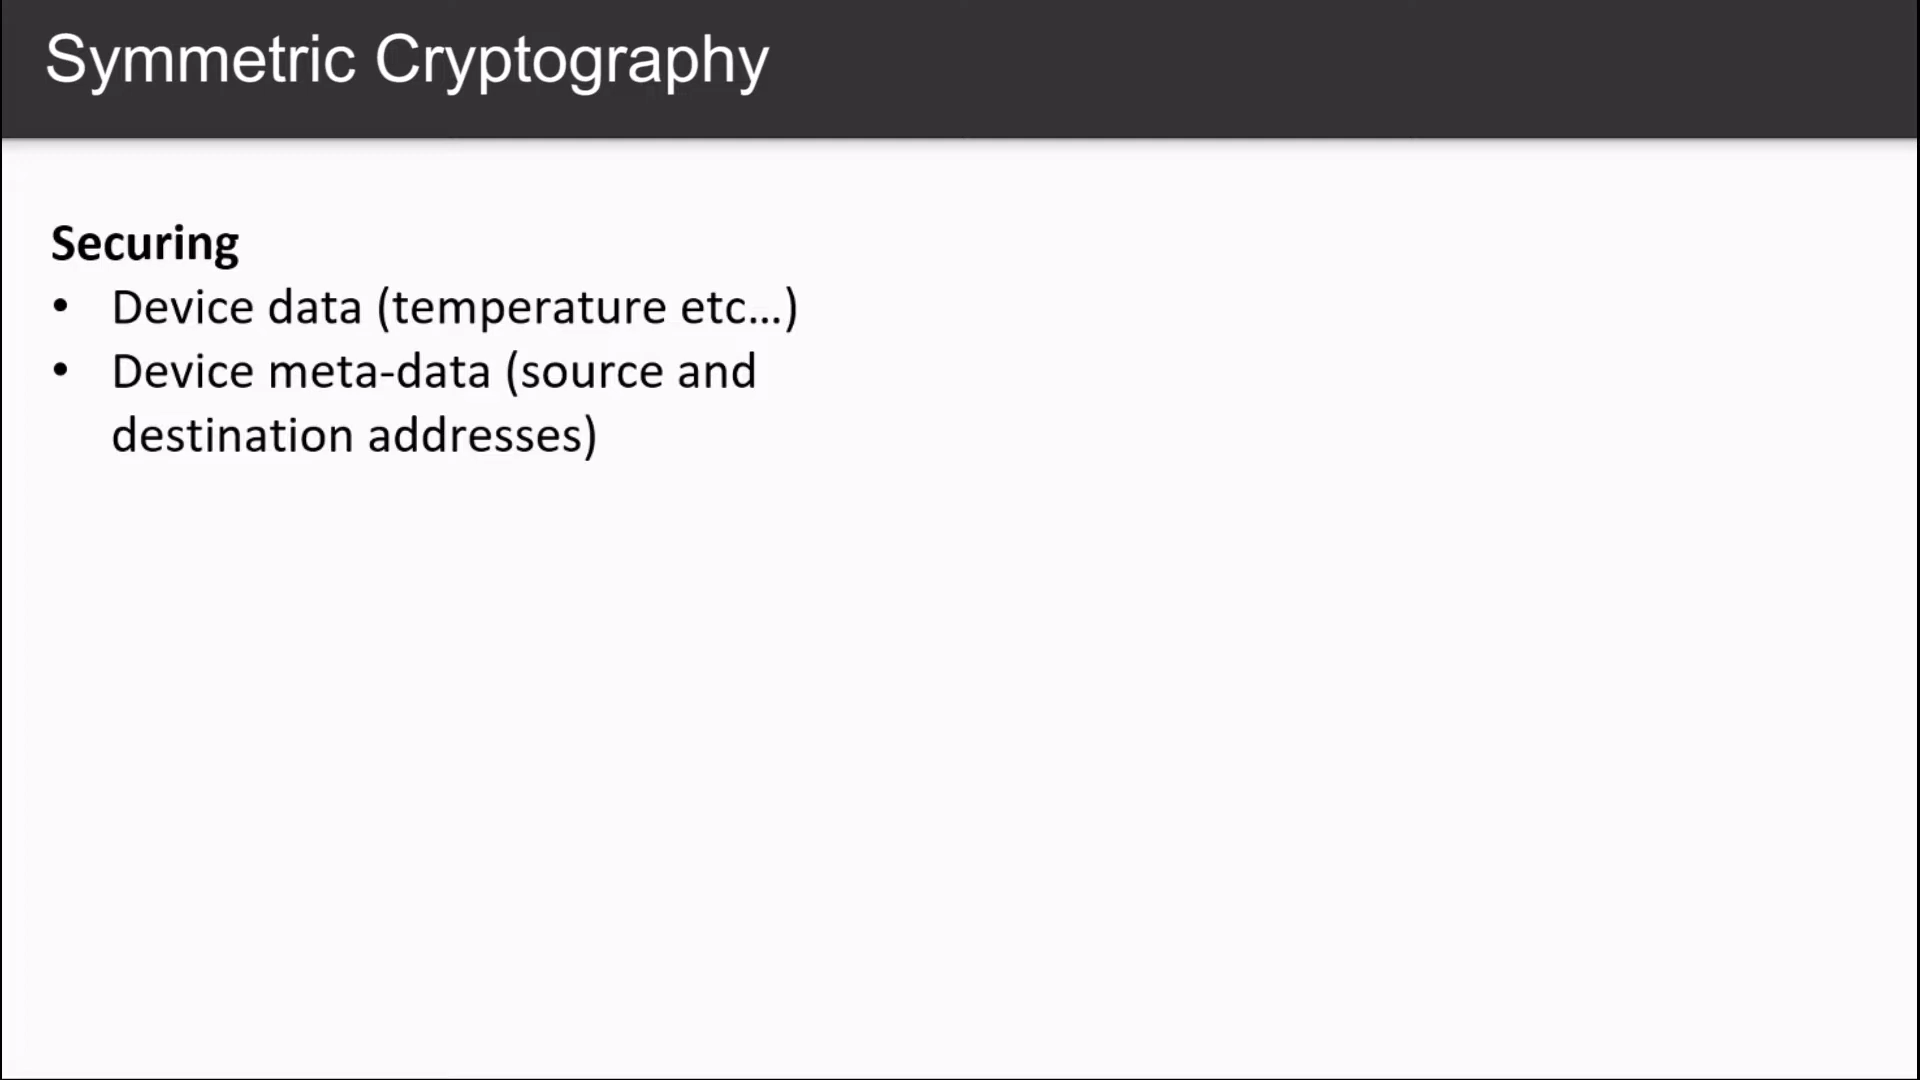 Symmetric Cryptography
Securing
• Device data (temperature etc...)
• Device meta-data (source and
destination addresses)